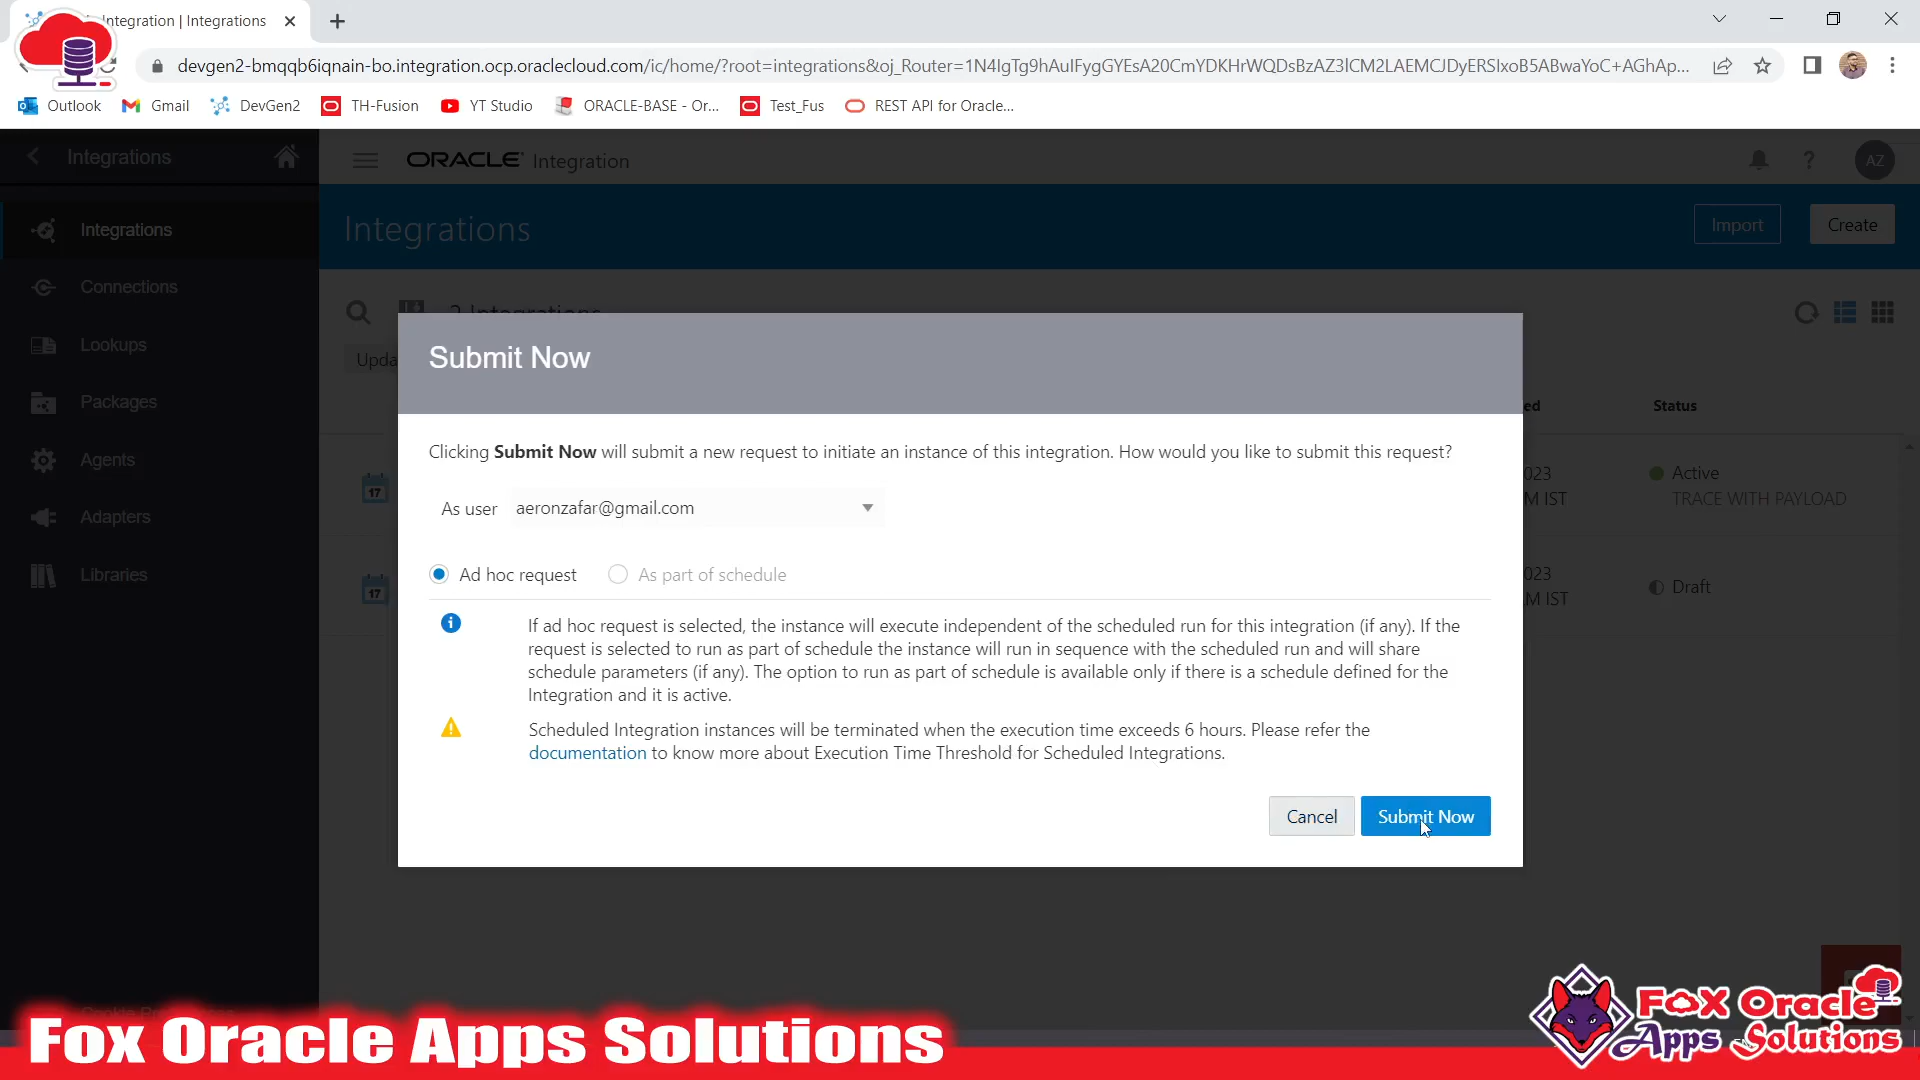 Integration | Integrations
devgen2-bmqqb6iqnain-bo.integration.ocp.oraclecloud.com/ic/home/?root=integrations&oj_Router=1N4IgTg9hAuIFygGYEsA20CmYDKHrWQDsBzAZ3lCM2LAEMCJDyERSIxoB5ABwaYoC+AGhAp...
Outlook
Gmail
DevGen2
TH-Fusion
YT Studio
ORACLE-BASE - Or...
Test_Fus
REST API for Oracle...
Integrations
ORACLE Integration
? AZ
Integrations
Integrations
Import
Create
Connections
Lookups
Packages
Agents
Adapters
Libraries
2 Integrations
Upda
Submit Now
ed
Status
Clicking Submit Now will submit a new request to initiate an instance of this integration. How would you like to submit this request?
As user aeronzafar@gmail.com
Ad hoc request As part of schedule
If ad hoc request is selected, the instance will execute independent of the scheduled run for this integration (if any). If the
request is selected to run as part of schedule the instance will run in sequence with the scheduled run and will share
schedule parameters (if any). The option to run as part of schedule is available only if there is a schedule defined for the
Integration and it is active.
Scheduled Integration instances will be terminated when the execution time exceeds 6 hours. Please refer the
documentation to know more about Execution Time Threshold for Scheduled Integrations.
Cancel
Submit Now
17
023
M IST
Active
TRACE WITH PAYLOAD
17
023
M IST
Draft
Fox Oracle Apps Solutions
Fox Oracle
Apps Solutions